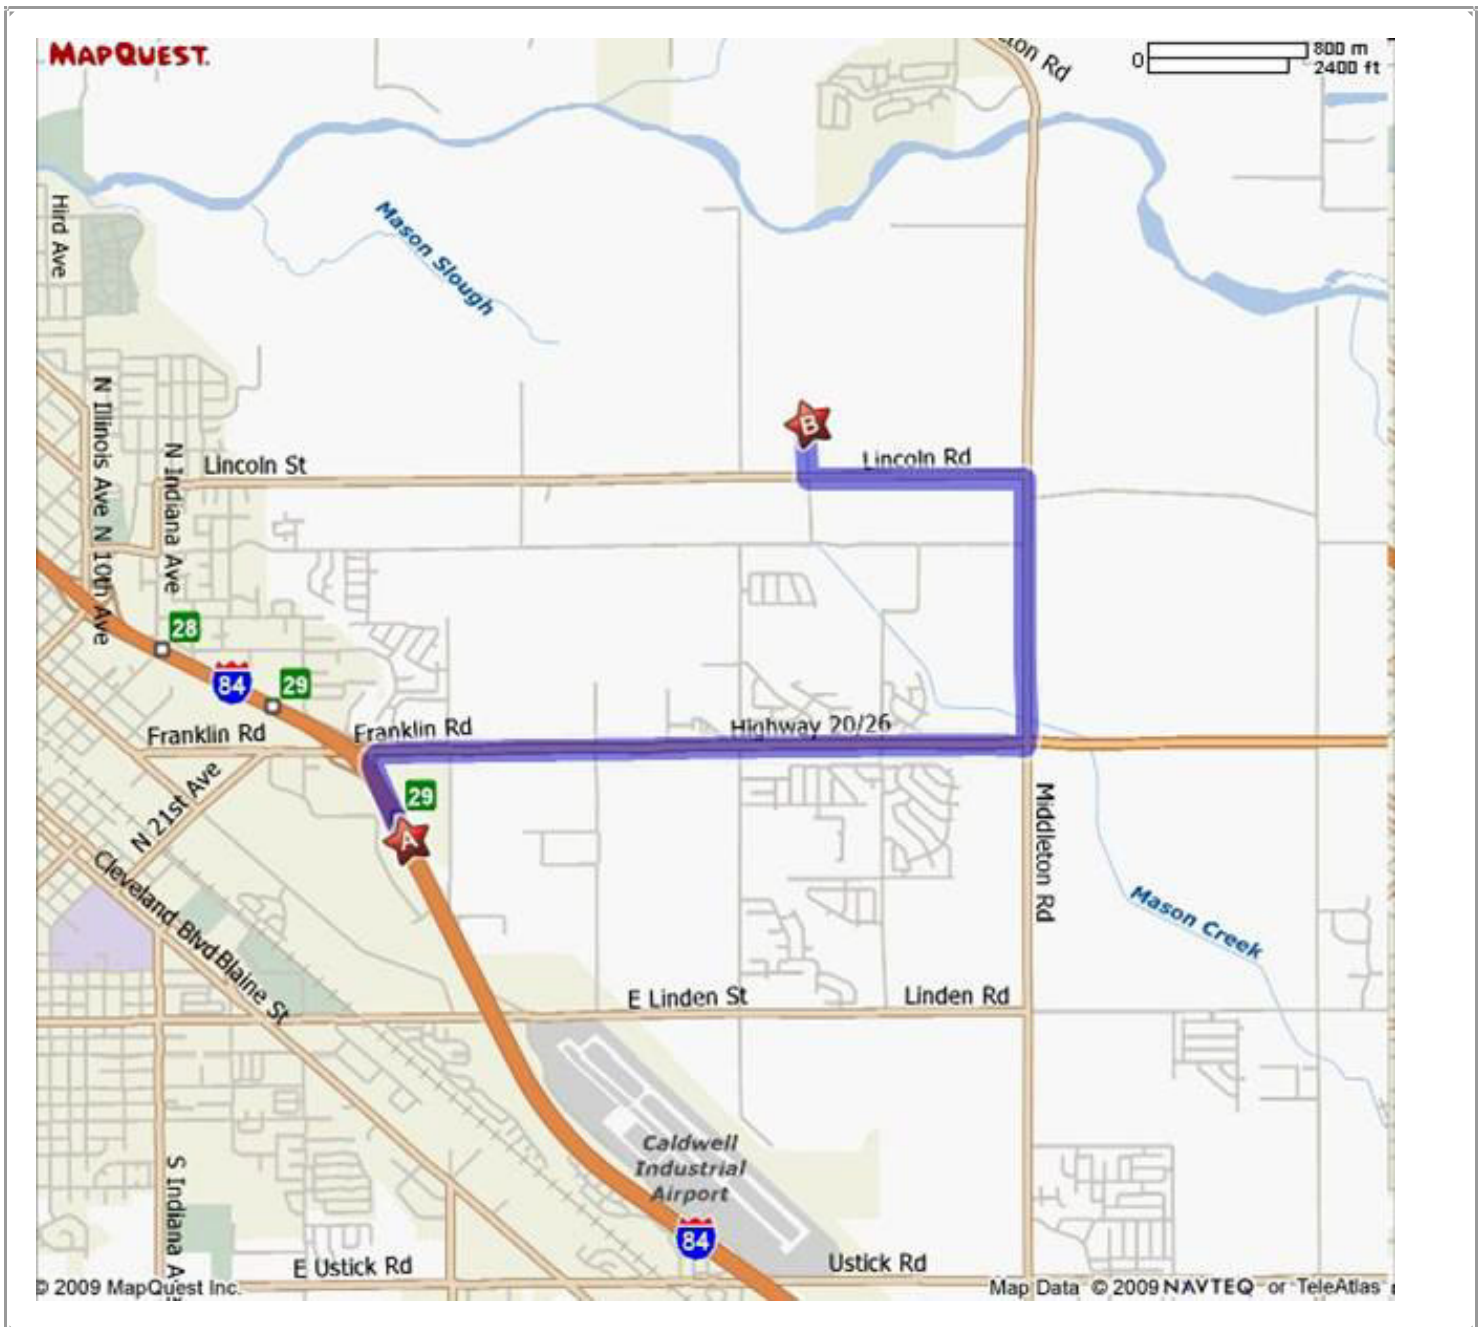 MAPQUEST.
ton Rd
0
800 m
2400 ft
Hird Ave
Mason Slough
B
N Illinois Ave
N 10th Ave
N Indiana Ave
Lincoln St
Lincoln Rd
28
84
29
Franklin Rd
Franklin Rd
Highway 20/26
29
A
N 21st Ave
Middleton Rd
Cleveland Blvd
Blaine St
Mason Creek
E Linden St
Linden Rd
Caldwell
Industrial
Airport
S Indiana A
84
E Ustick Rd
Ustick Rd
© 2009 MapQuest Inc.
Map Data © 2009 NAVTEQ or TeleAtlas